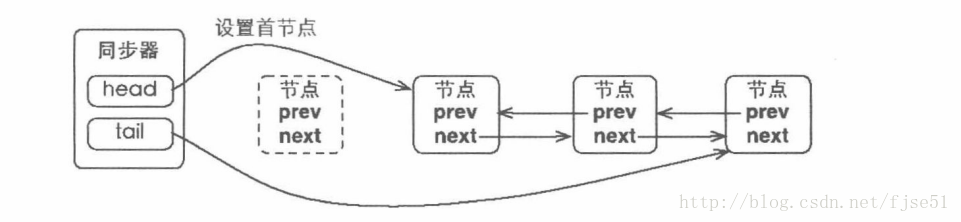 设置首节点
同步器
head
tail
节点
prev
next
节点
prev
next
节点
prev
next
节点
prev
next
http://blog.csdn.net/fjse51